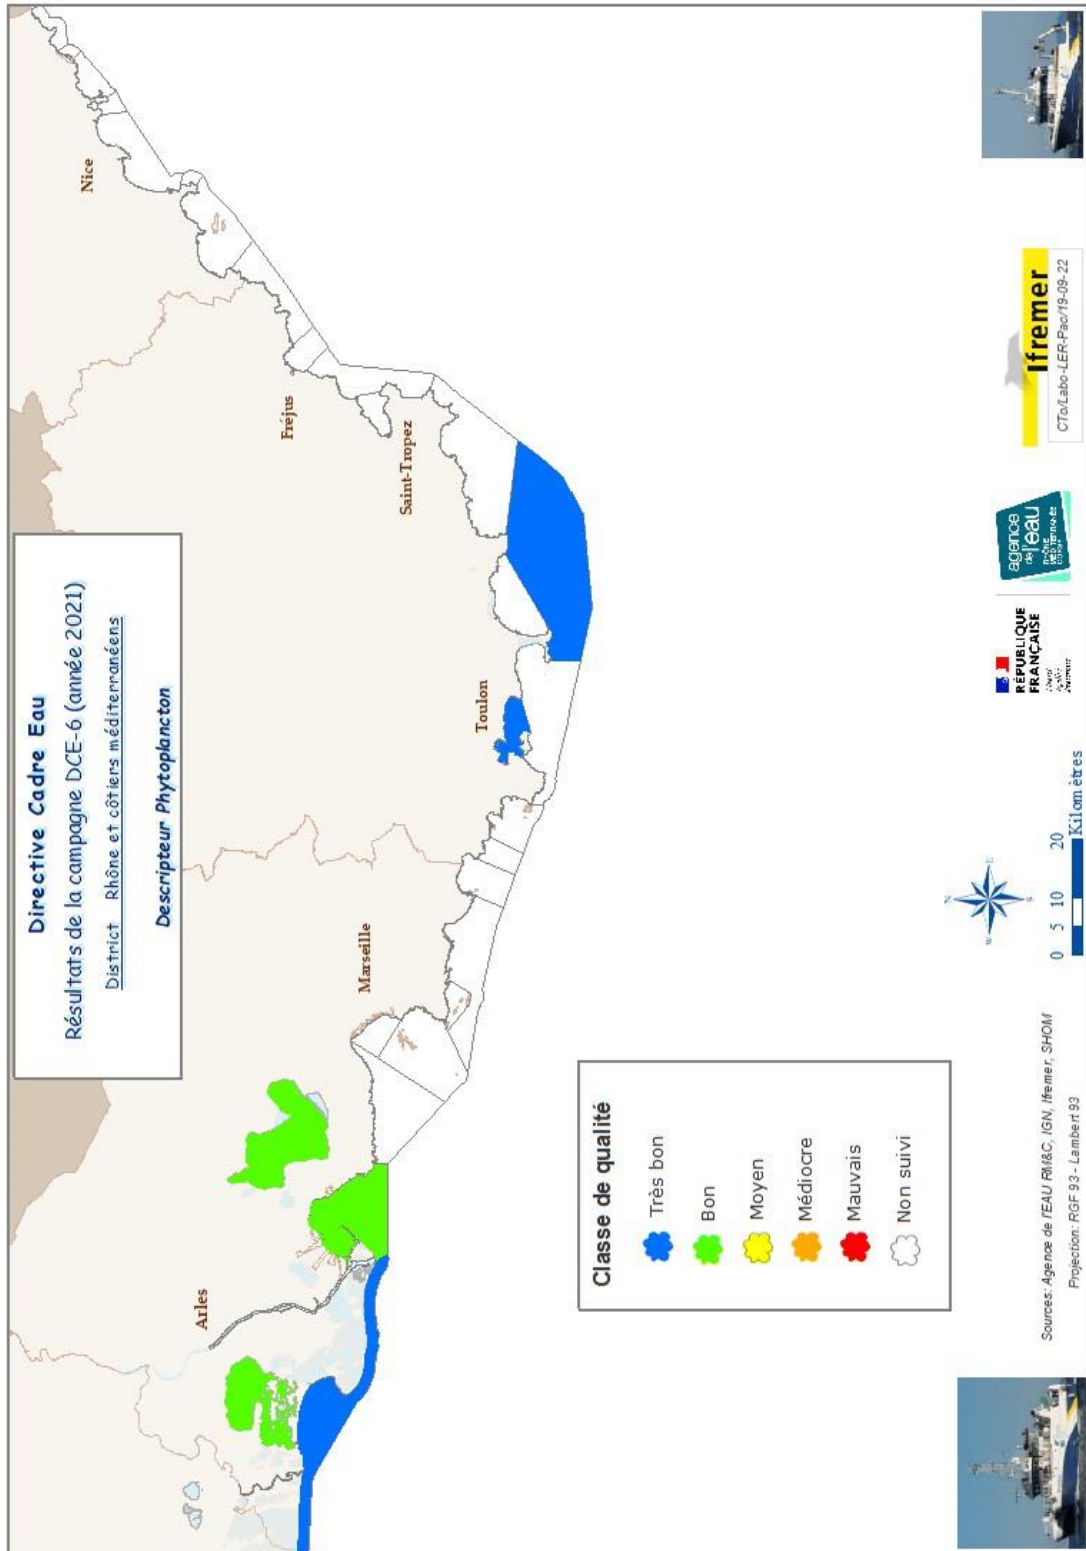 Directive Cadre Eau
Résultats de la campagne DCE-6 (année 2021)
District Rhône et côtiers méditerranéens
Descripteur Phytoplancton
Nice
Fréjus
Saint-Tropez
Toulon
Marseille
Arles
Classe de qualité
Très bon
Bon
Moyen
Médiocre
Mauvais
Non suivi
N
W
E
S
0 5 10 20
Kilomètres
Sources: Agence de l'EAU RM&C, IGN, Ifremer, SHOM
Projection: RGF 93 - Lambert 93
RÉPUBLIQUE
FRANÇAISE
agence
de l'eau
RHÔNE
MÉDITERRANÉE
CORSE
Ifremer
CTo/Labo-LER-Pac/19-09-22